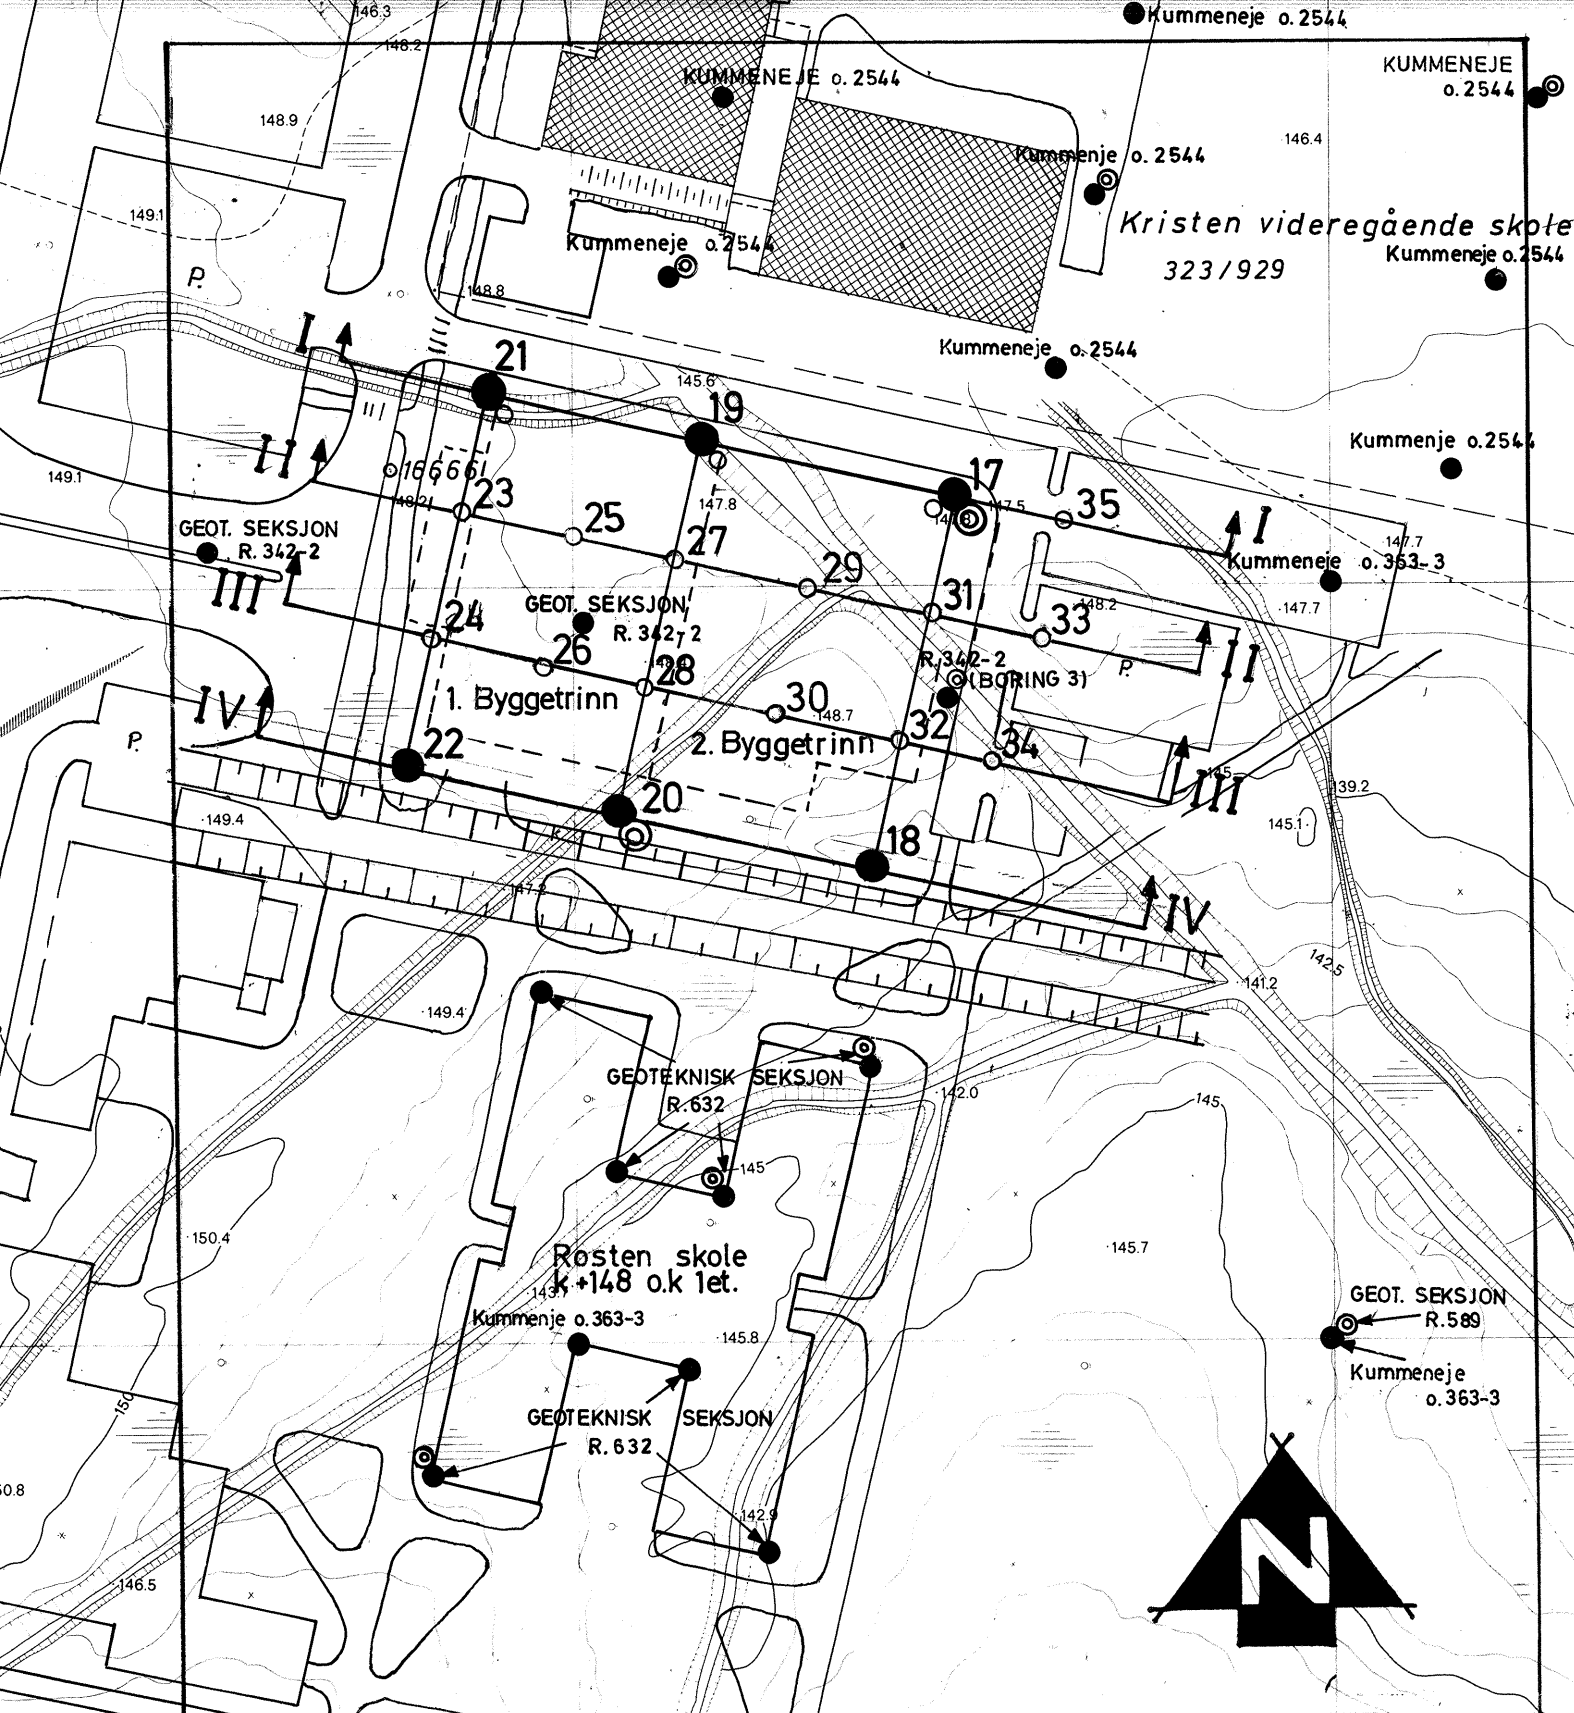 146.3
Kummeneje o.2544
148.2
KUMMENEJE o.2544
KUMMENEJE
o.2544
148.9
146.4
Kummenje o.2544
149.1
Kristen videregående skole
323/929
Kummeneje o.2544
Kummeneje o.2544
P.
148.8
I
21
Kummeneje o.2544
145.6
19
II
16666
Kummenje o.2544
149.1
148.2
23
25
147.8
17
147.5
35
I
GEOT. SEKSJON
R.342-2
27
147.7
Kummeneje o.363-3
III
29
24
GEOT. SEKSJON
R.342-2
31
148.2
33
147.7
26
28
R.342-2
(BORING 3)
P.
II
IV
1. Byggetrinn
30
148.7
32
P.
22
2. Byggetrinn
34
145
III
139.2
20
149.4
18
145.1
147.2
IV
142.5
141.2
149.4
GEOTEKNISK SEKSJON
R.632
142.0
145
145
150.4
Rosten skole
k+148 o.k 1et.
145.7
143.7
Kummenje o.363-3
145.8
GEOT. SEKSJON
R.589
Kummeneje
o.363-3
150
GEOTEKNISK SEKSJON
R.632
50.8
142.9
146.5
N